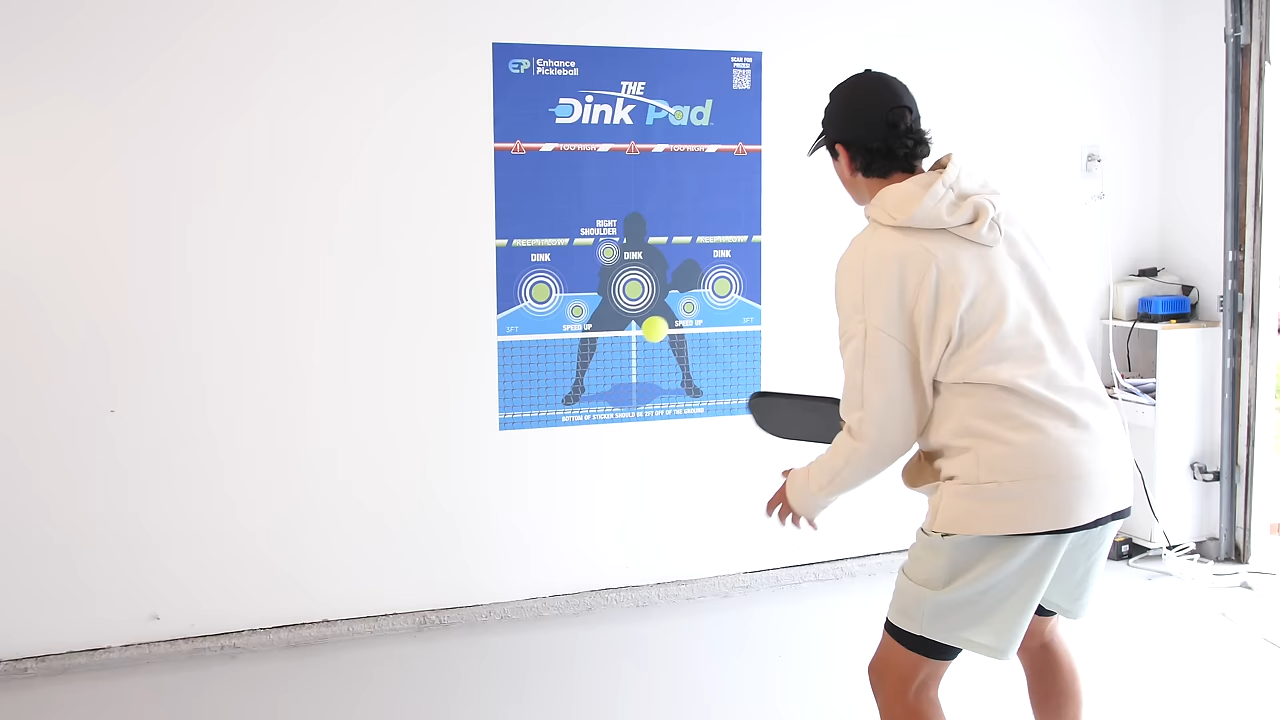 EP Enhance
Pickleball
SCAN FOR
PRIZES!
THE
Dink Pad
TOO HIGH TOO HIGH
RIGHT
SHOULDER
KEEP IT LOW KEEP IT LOW
DINK DINK DINK
SPEED UP SPEED UP
3FT 3FT
BOTTOM OF STICKER SHOULD BE 2FT OFF OF THE GROUND